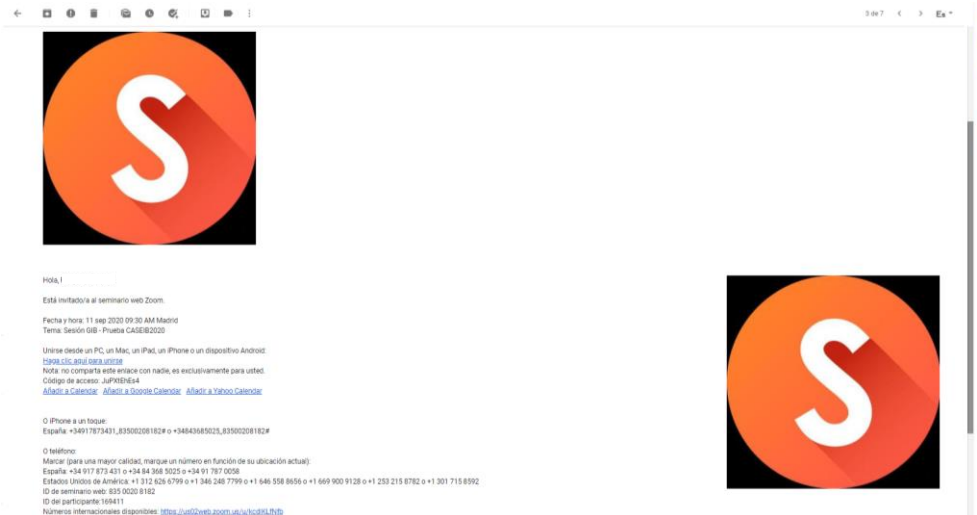 3 de 7
Es
S
Hola,
Está invitado/a al seminario web Zoom.
Fecha y hora: 11 sep 2020 09:30 AM Madrid
Tema: Sesión GIB - Prueba CASEIB2020
Unirse desde un PC, un Mac, un iPad, un iPhone o un dispositivo Android:
Haga clic aquí para unirse
Nota: no comparta este enlace con nadie, es exclusivamente para usted.
Código de acceso: JuPXtEhEs4
Añadir a Calendar Añadir a Google Calendar Añadir a Yahoo Calendar
O iPhone a un toque:
España: +34917873431,,83500208182# o +34843685025,,83500208182#
O teléfono:
Marcar (para una mayor calidad, marque un número en función de su ubicación actual):
España: +34 917 873 431 o +34 84 368 5025 o +34 91 787 0058
Estados Unidos de América: +1 312 626 6799 o +1 346 248 7799 o +1 646 558 8656 o +1 669 900 9128 o +1 253 215 8782 o +1 301 715 8592
ID de seminario web: 835 0020 8182
ID del participante:169411
Números internacionales disponibles: https://us02web.zoom.us/u/kcdiKLfNfb
S